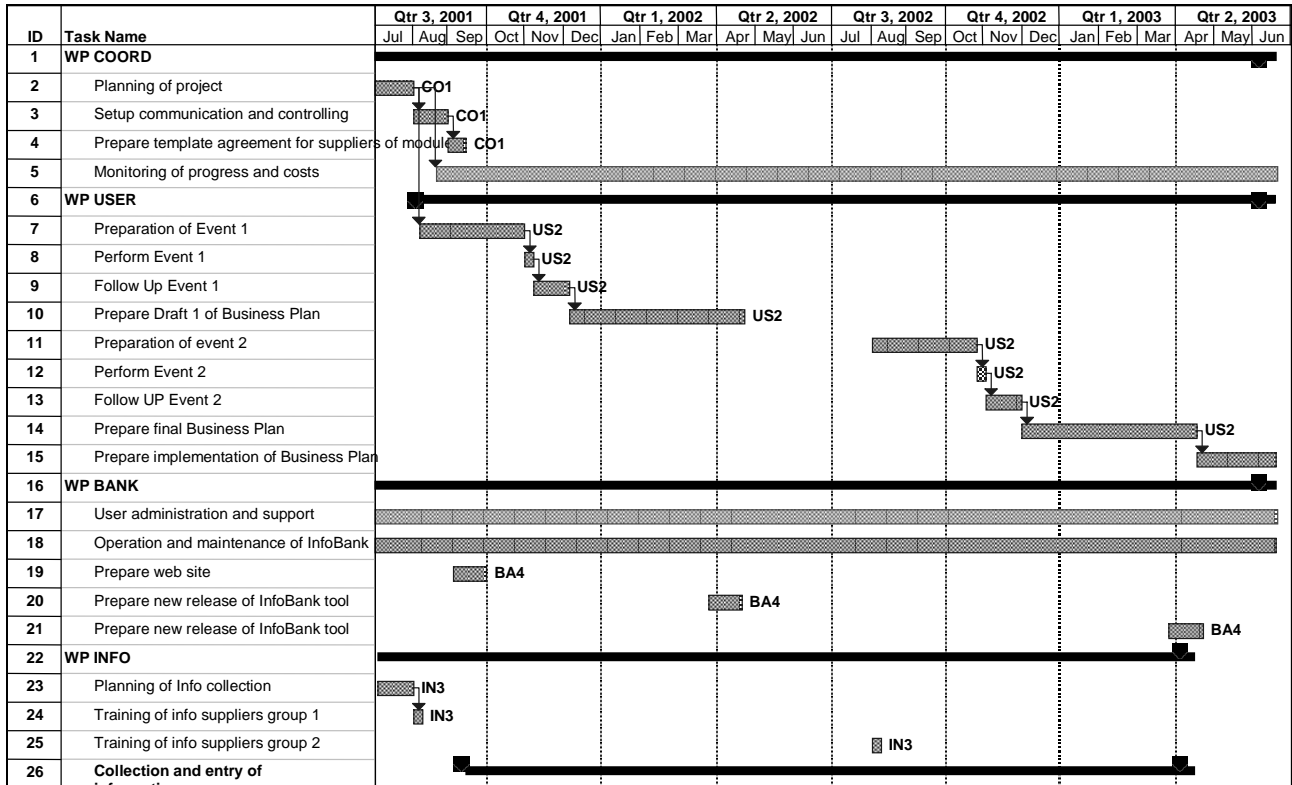 Qtr 3, 2001 Qtr 4, 2001 Qtr 1, 2002 Qtr 2, 2002 Qtr 3, 2002 Qtr 4, 2002 Qtr 1, 2003 Qtr 2, 2003
ID Task Name Jul Aug Sep Oct Nov Dec Jan Feb Mar Apr May Jun Jul Aug Sep Oct Nov Dec Jan Feb Mar Apr May Jun
1 WP COORD
2 Planning of project CO1
3 Setup communication and controlling CO1
4 Prepare template agreement for suppliers of module CO1
5 Monitoring of progress and costs
6 WP USER
7 Preparation of Event 1 US2
8 Perform Event 1 US2
9 Follow Up Event 1 US2
10 Prepare Draft 1 of Business Plan US2
11 Preparation of event 2 US2
12 Perform Event 2 US2
13 Follow UP Event 2 US2
14 Prepare final Business Plan US2
15 Prepare implementation of Business Plan
16 WP BANK
17 User administration and support
18 Operation and maintenance of InfoBank
19 Prepare web site BA4
20 Prepare new release of InfoBank tool BA4
21 Prepare new release of InfoBank tool BA4
22 WP INFO
23 Planning of Info collection IN3
24 Training of info suppliers group 1 IN3
25 Training of info suppliers group 2 IN3
26 Collection and entry of